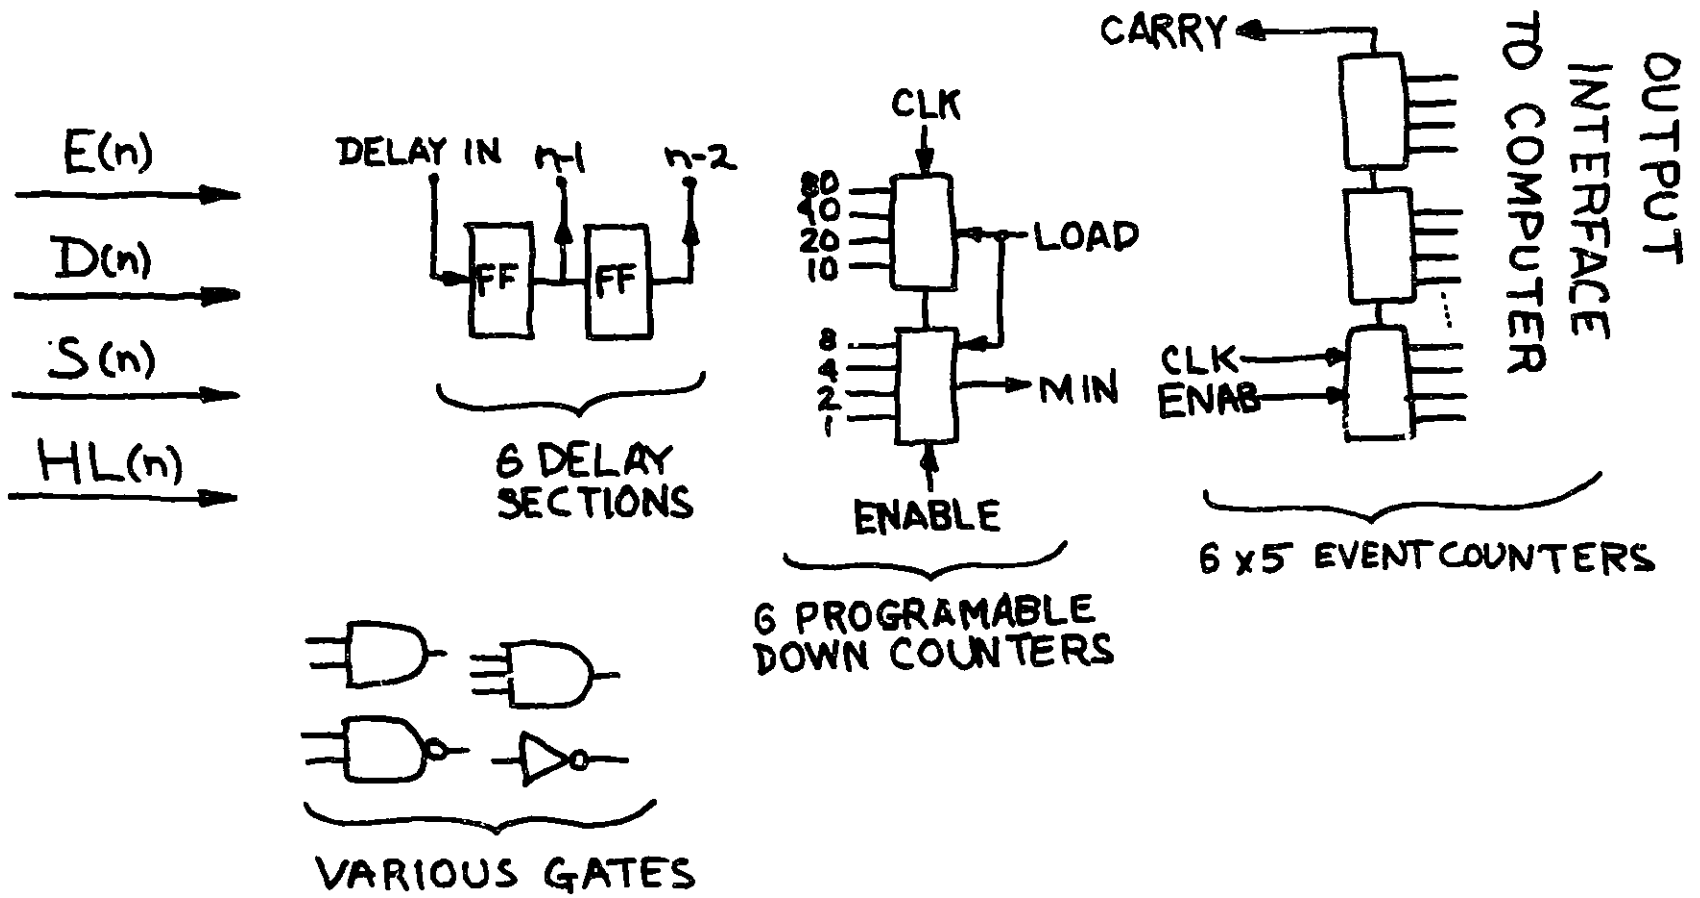 E(n)
D(n)
S(n)
HL(n)
DELAY IN
n-1
n-2
FF
FF
6 DELAY
SECTIONS
CLK
80
40
20
10
LOAD
8
4
2
1
MIN
ENABLE
6 PROGRAMABLE
DOWN COUNTERS
CARRY
CLK
ENAB
6 x5 EVENT COUNTERS
OUTPUT
INTERFACE
TO COMPUTER
VARIOUS GATES